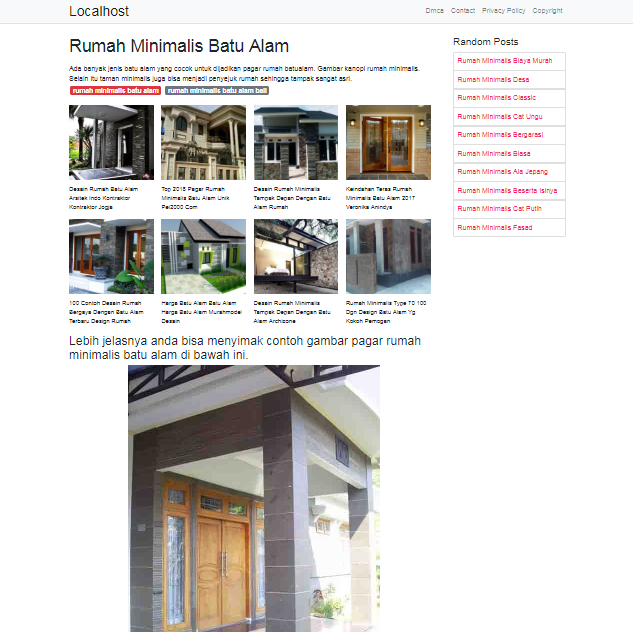 Localhost
Dmca Contact Privacy Policy Copyright
Rumah Minimalis Batu Alam
Ada banyak jenis batu alam yang cocok untuk dijadikan pagar rumah batualam. Gambar kanopi rumah minimalis.
Selain itu taman minimalis juga bisa menjadi penyejuk rumah sehingga tampak sangat asri.
rumah minimalis batu alam rumah minimalis batu alam bali
Desain Rumah Batu Alam
Arsitek Indo Kontraktor
Kontraktor Jogja
Top 2018 Pagar Rumah
Minimalis Batu Alam Unik
Pei2000 Com
Desain Rumah Minimalis
Tampak Depan Dengan Batu
Alam Rumah
Keindahan Teras Rumah
Minimalis Batu Alam 2017
Veronika Anindya
100 Contoh Desain Rumah
Bergaya Dengan Batu Alam
Terbaru Design Rumah
Harga Batu Alam Batu Alam
Harga Batu Alam Murahmodel
Desain
Desain Rumah Minimalis
Tampak Depan Dengan Batu
Alam Archizone
Rumah Minimalis Type 70 100
Dgn Design Batu Alam Yg
Kokoh Pemogan
Lebih jelasnya anda bisa menyimak contoh gambar pagar rumah
minimalis batu alam di bawah ini.
Random Posts
Rumah Minimalis Biaya Murah
Rumah Minimalis Desa
Rumah Minimalis Classic
Rumah Minimalis Cat Ungu
Rumah Minimalis Bergarasi
Rumah Minimalis Biasa
Rumah Minimalis Ala Jepang
Rumah Minimalis Beserta Isinya
Rumah Minimalis Cat Putih
Rumah Minimalis Fasad